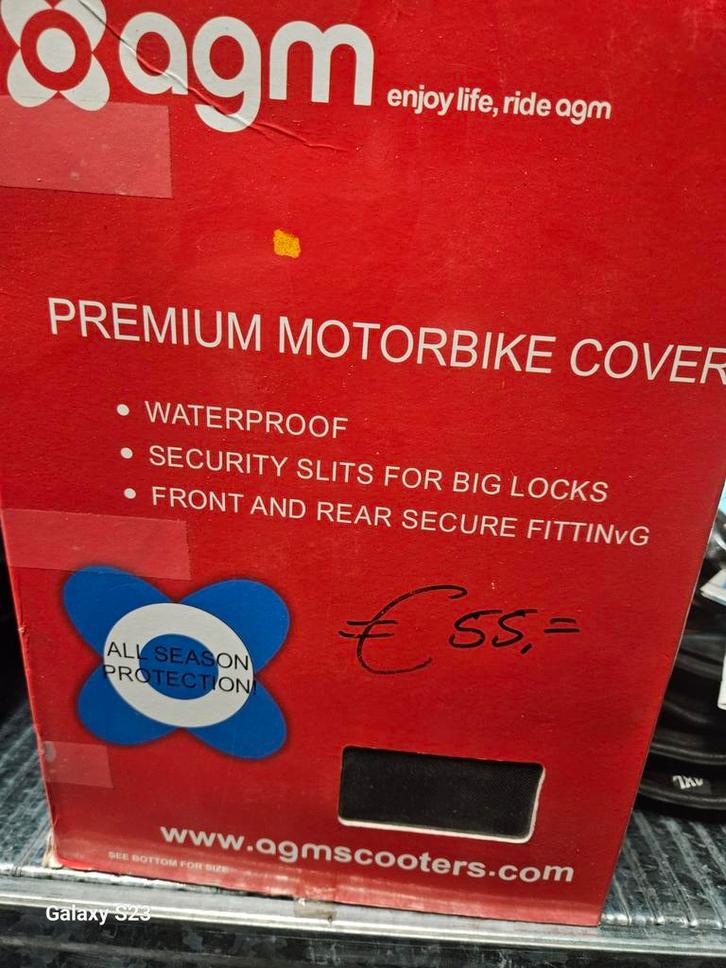 agm enjoy life, ride agm
PREMIUM MOTORBIKE COVER
• WATERPROOF
• SECURITY SLITS FOR BIG LOCKS
• FRONT AND REAR SECURE FITTINvG
ALL SEASON
PROTECTION!
€ 55,=
www.agmscooters.com
SEE BOTTOM FOR SIZE
Galaxy S23